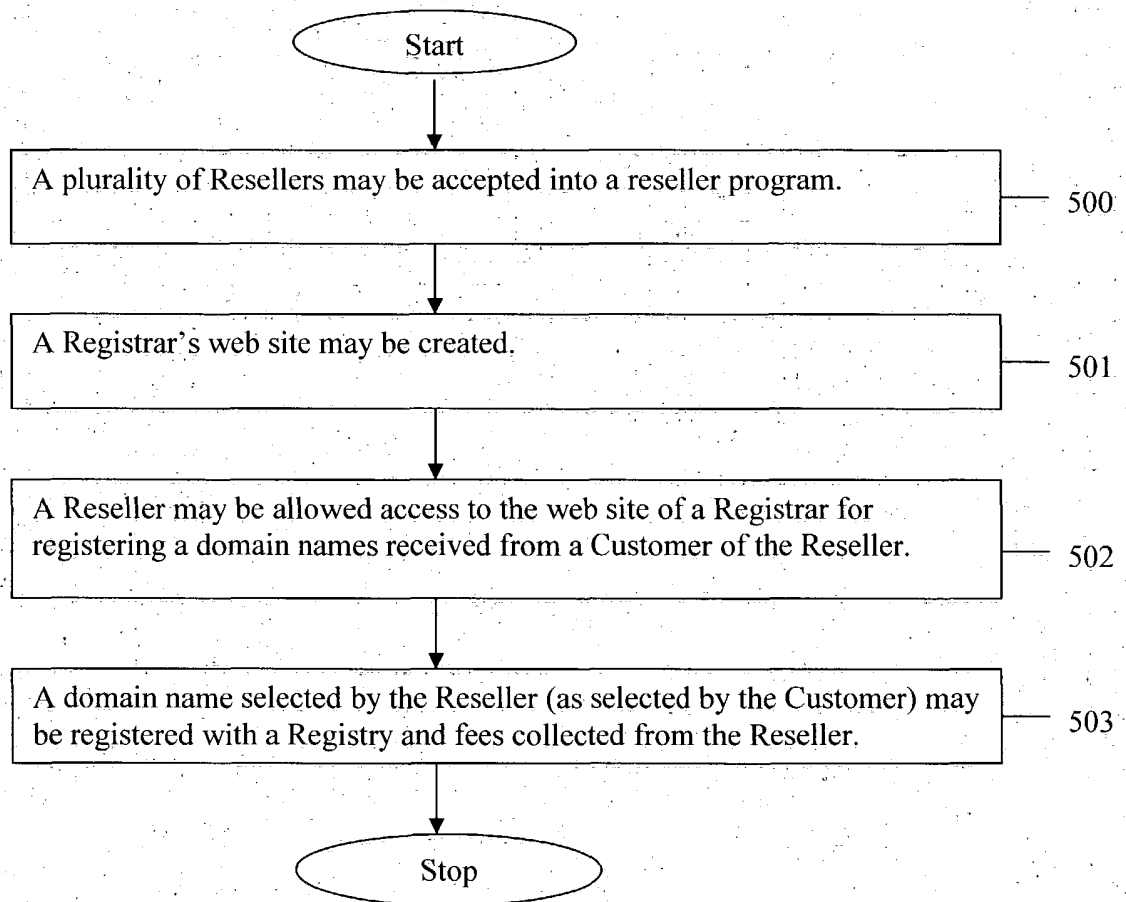 Start
A plurality of Resellers may be accepted into a reseller program.
500
A Registrar's web site may be created.
501
A Reseller may be allowed access to the web site of a Registrar for
registering a domain names received from a Customer of the Reseller.
502
A domain name selected by the Reseller (as selected by the Customer) may
be registered with a Registry and fees collected from the Reseller.
503
Stop